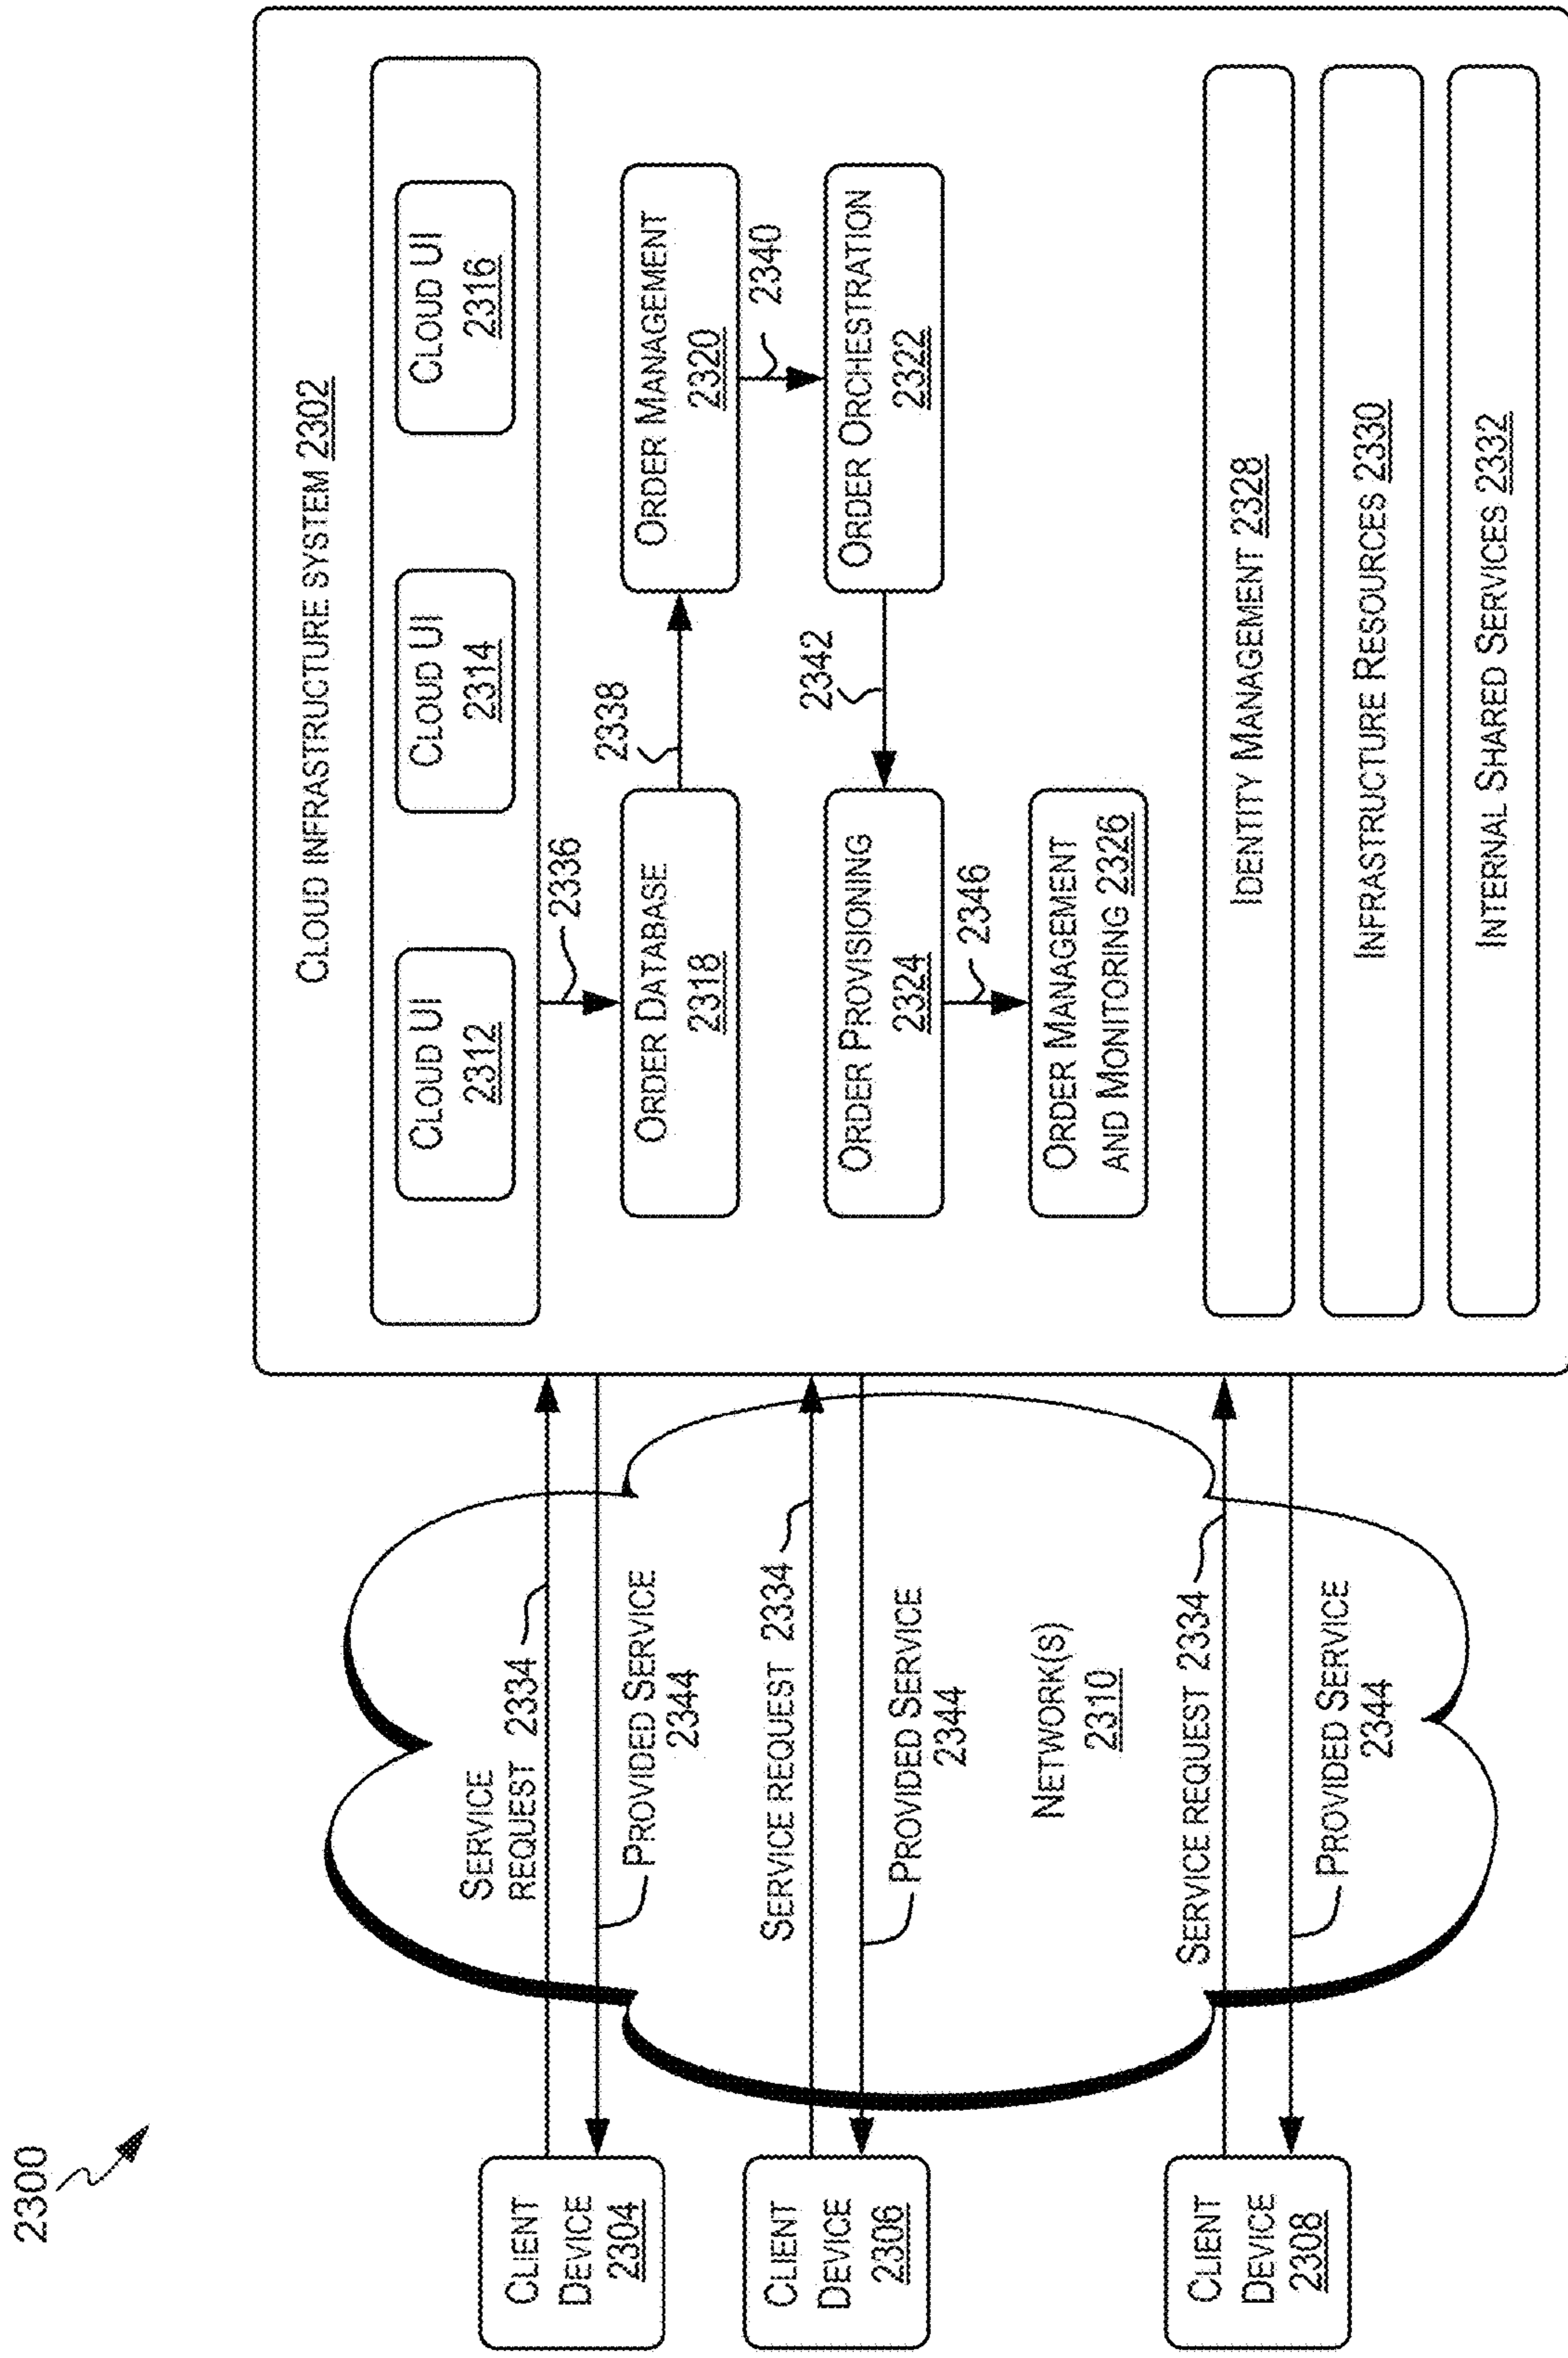 2300
CLIENT
DEVICE
2304
CLIENT
DEVICE
2306
CLIENT
DEVICE
2308
SERVICE
REQUEST 2334
PROVIDED SERVICE
2344
SERVICE REQUEST 2334
PROVIDED SERVICE
2344
NETWORK(S)
2310
SERVICE REQUEST 2334
PROVIDED SERVICE
2344
CLOUD INFRASTRUCTURE SYSTEM 2302
CLOUD UI
2312
CLOUD UI
2314
CLOUD UI
2316
2336
ORDER DATABASE
2318
2338
ORDER MANAGEMENT
2320
2340
ORDER PROVISIONING
2324
2342
ORDER ORCHESTRATION
2322
2346
ORDER MANAGEMENT
AND MONITORING 2326
IDENTITY MANAGEMENT 2328
INFRASTRUCTURE RESOURCES 2330
INTERNAL SHARED SERVICES 2332